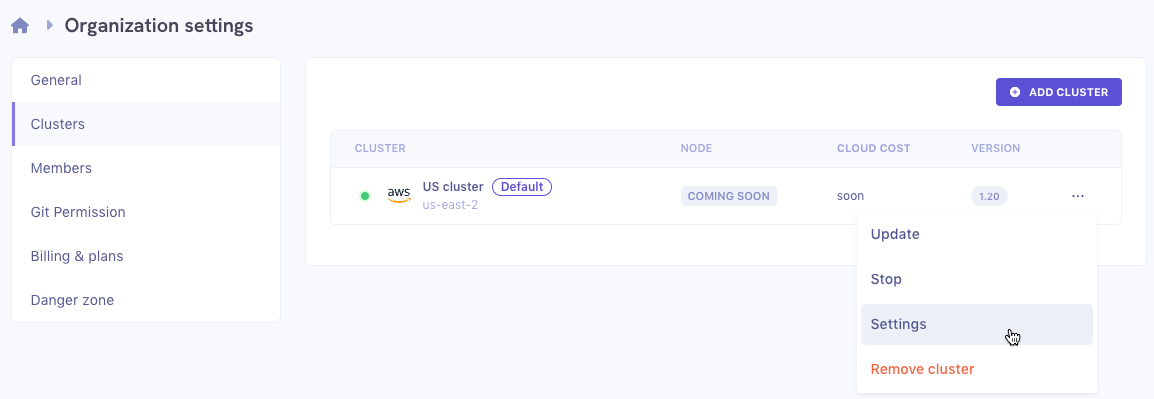 Organization settings
General
Clusters
Members
Git Permission
Billing & plans
Danger zone
ADD CLUSTER
CLUSTER NODE CLOUD COST VERSION
aws US cluster Default COMING SOON soon 1.20 ...
us-east-2
Update
Stop
Settings
Remove cluster